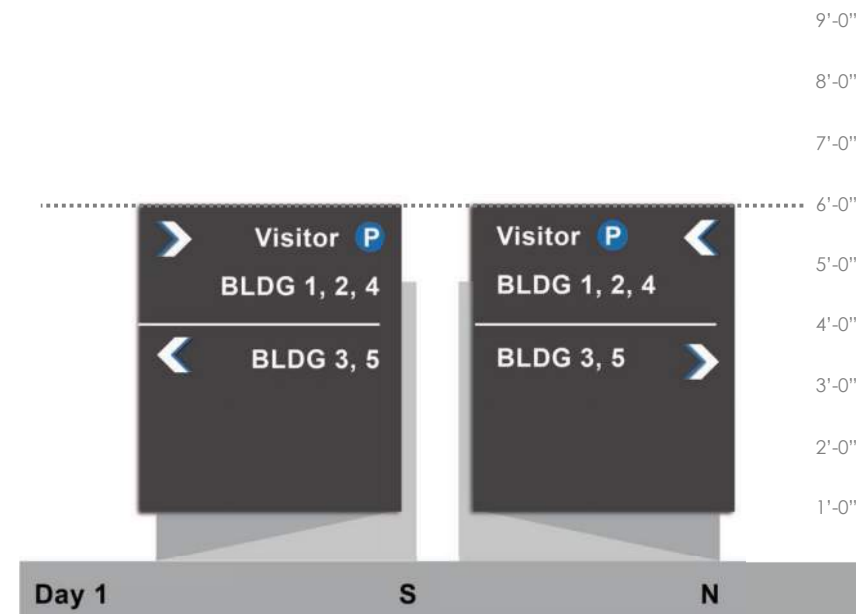 9’-0”
8’-0”
7’-0”
6’-0”
Visitor P
BLDG 1, 2, 4
BLDG 3, 5
Visitor P
BLDG 1, 2, 4
BLDG 3, 5
5’-0”
4’-0”
3’-0”
2’-0”
1’-0”
Day 1 S N